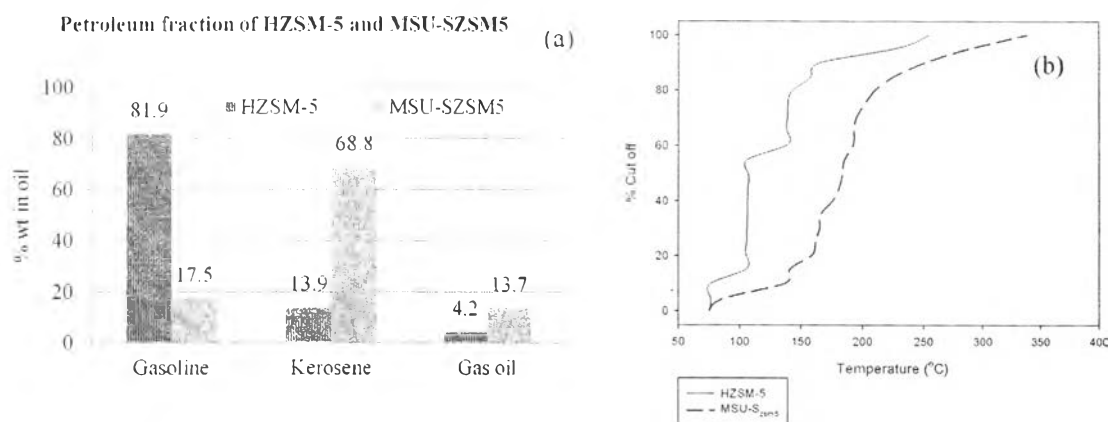 Petroleum fraction of HZSM-5 and MSU-SZSM5
(a)
100
80
60
40
20
0
% wt in oil
HZSM-5
MSU-SZSM5
81.9
17.5
13.9
68.8
4.2
13.7
Gasoline
Kerosene
Gas oil
(b)
100
80
60
40
20
0
% Cut off
50
100
150
200
250
300
350
400
Temperature (°C)
HZSM-5
MSU-Szsm5